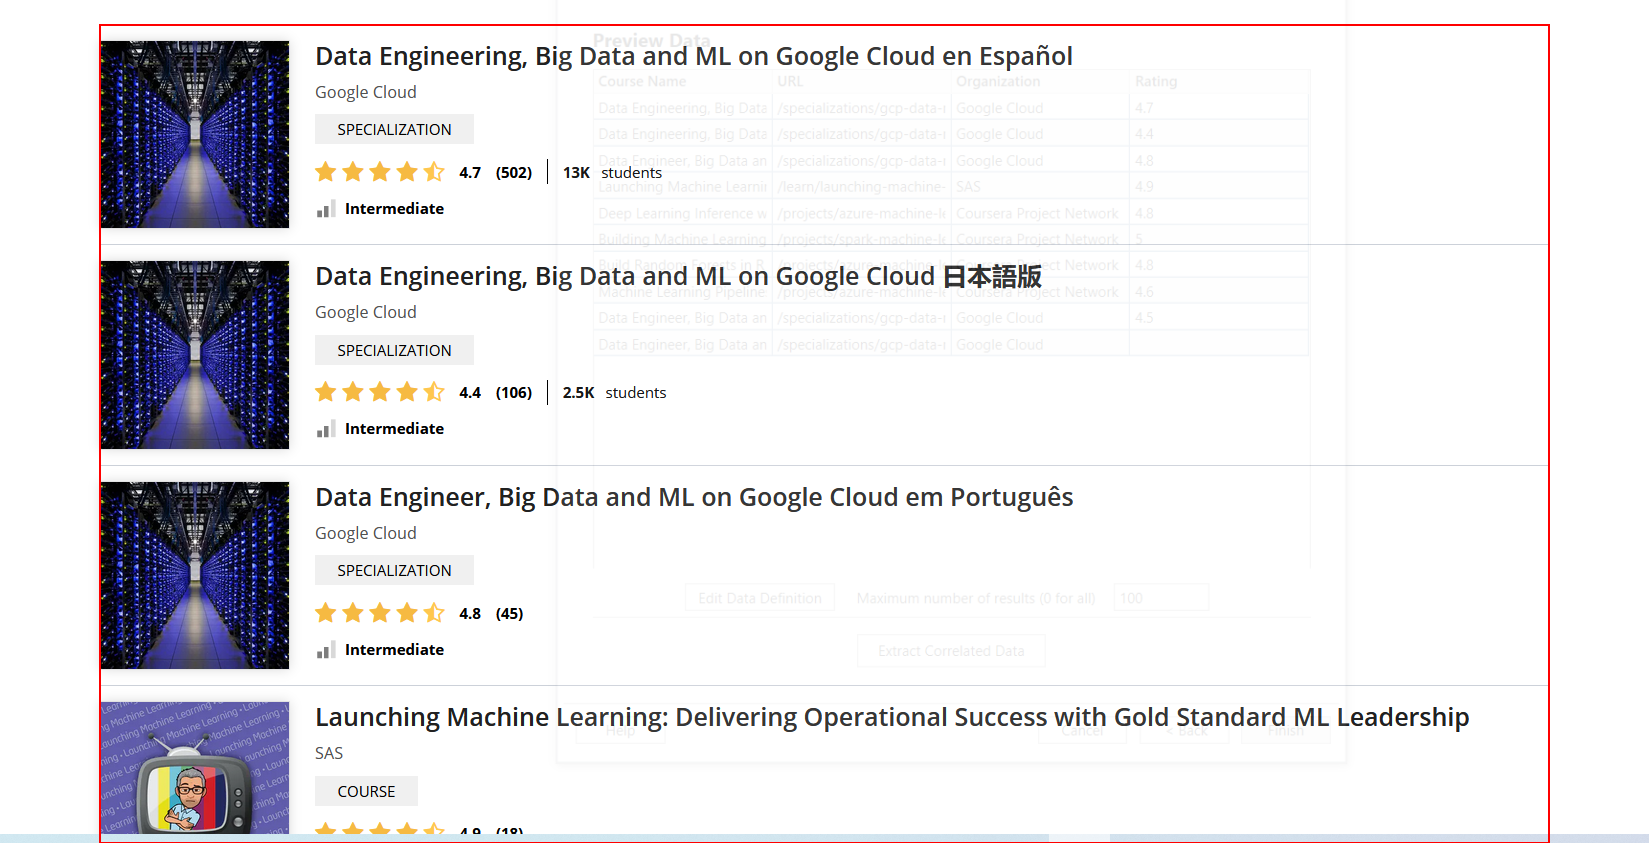 Data Engineering, Big Data and ML on Google Cloud en Español
Google Cloud
SPECIALIZATION
4.7 (502) 13K students
Intermediate
Data Engineering, Big Data and ML on Google Cloud 日本語版
Google Cloud
SPECIALIZATION
4.4 (106) 2.5K students
Intermediate
Data Engineer, Big Data and ML on Google Cloud em Português
Google Cloud
SPECIALIZATION
4.8 (45)
Intermediate
Launching Machine Learning: Delivering Operational Success with Gold Standard ML Leadership
SAS
COURSE
4.9 (18)
Preview Data
Course Name URL Organization Rating
Data Engineering, Big Data /specializations/gcp-data- Google Cloud 4.7
Data Engineering, Big Data /specializations/gcp-data- Google Cloud 4.4
Data Engineer, Big Data an /specializations/gcp-data- Google Cloud 4.8
Launching Machine Learni /learn/launching-machine- SAS 4.9
Deep Learning Inference w /projects/azure-machine-le Coursera Project Network 4.8
Building Machine Learning /projects/spark-machine-le Coursera Project Network 5
Build Random Forests in R /projects/ Coursera Project Network 4.8
Machine Learning Pipeline /projects/azure-machine-le Coursera Project Network 4.6
Data Engineer, Big Data an /specializations/gcp-data- Google Cloud 4.5
Data Engineer, Big Data an /specializations/gcp-data- Google Cloud
Edit Data Definition Maximum number of results (0 for all) 100
Extract Correlated Data
Help Cancel < Back Finish